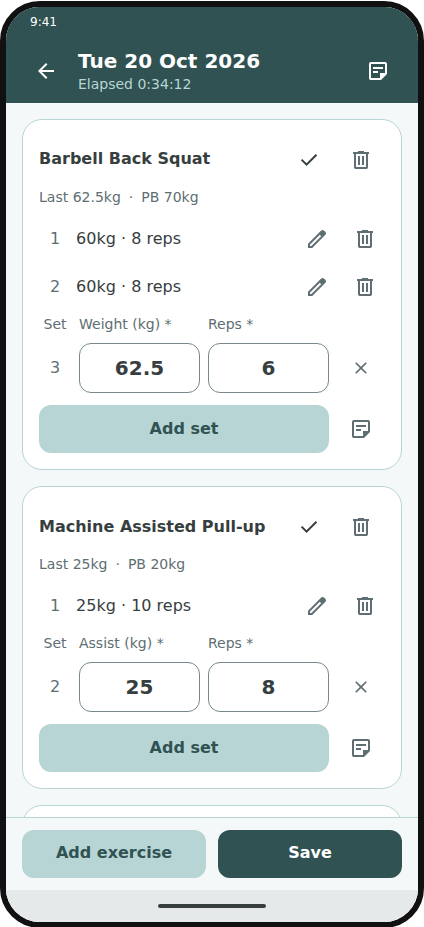 9:41
Tue 20 Oct 2026
Elapsed 0:34:12
Barbell Back Squat
Last 62.5kg · PB 70kg
1 60kg · 8 reps
2 60kg · 8 reps
Set Weight (kg) * Reps *
3 62.5 6
Add set
Machine Assisted Pull-up
Last 25kg · PB 20kg
1 25kg · 10 reps
Set Assist (kg) * Reps *
2 25 8
Add set
Add exercise Save